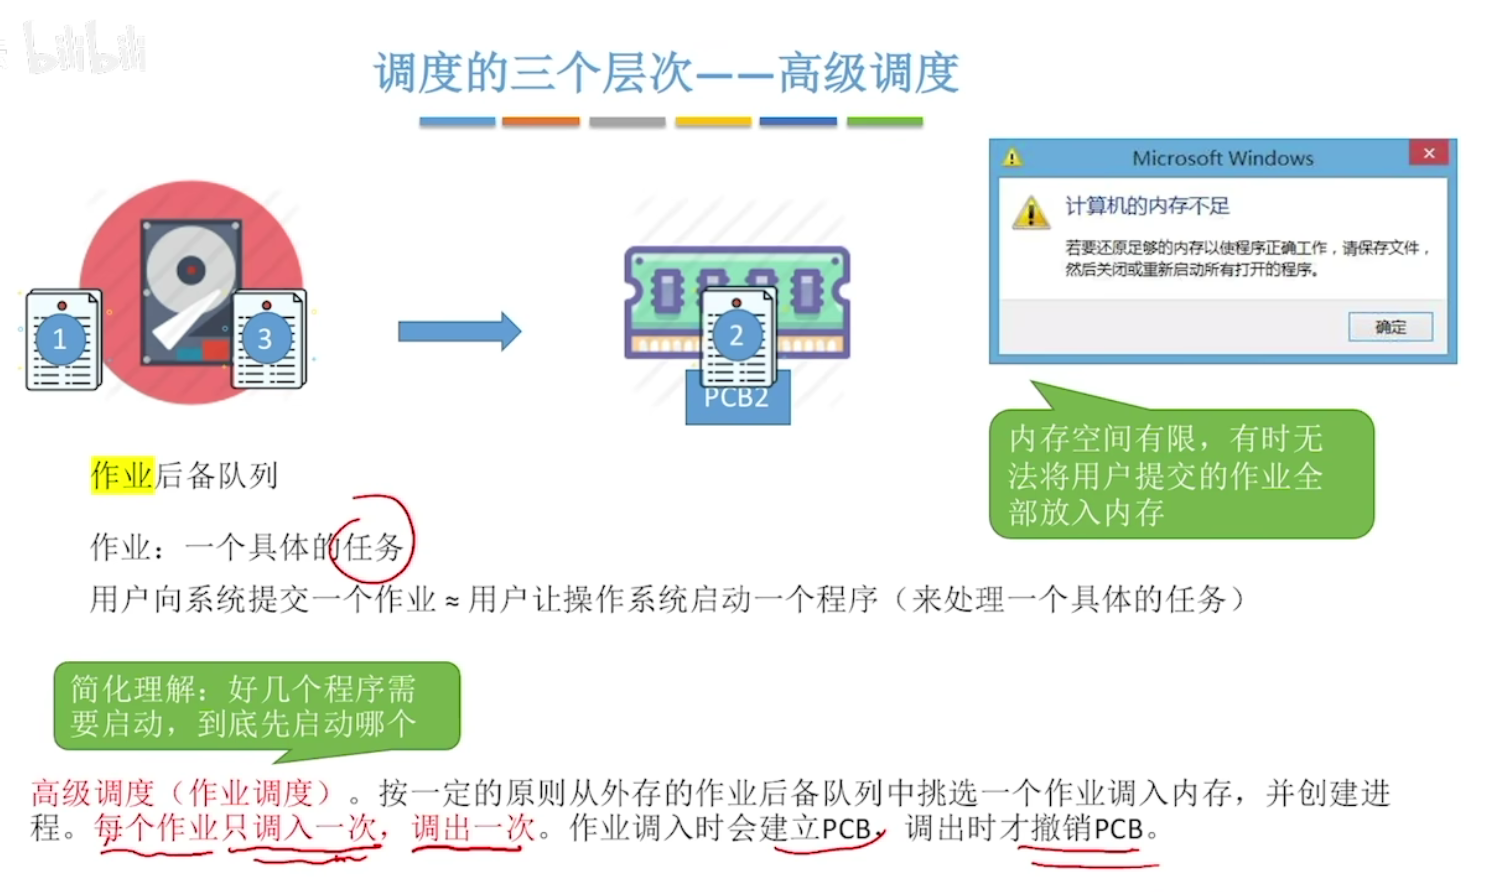 bilibili
调度的三个层次——高级调度
Microsoft Windows
计算机的内存不足
若要还原足够的内存以使程序正确工作，请保存文件，
然后关闭或重新启动所有打开的程序。
确定
1
3
2
PCB2
内存空间有限，有时无
法将用户提交的作业全
部放入内存
作业后备队列
作业：一个具体的任务
用户向系统提交一个作业 ≈ 用户让操作系统启动一个程序（来处理一个具体的任务）
简化理解：好几个程序需
要启动，到底先启动哪个
高级调度（作业调度）。按一定的原则从外存的作业后备队列中挑选一个作业调入内存，并创建进
程。每个作业只调入一次，调出一次。作业调入时会建立PCB，调出时才撤销PCB。